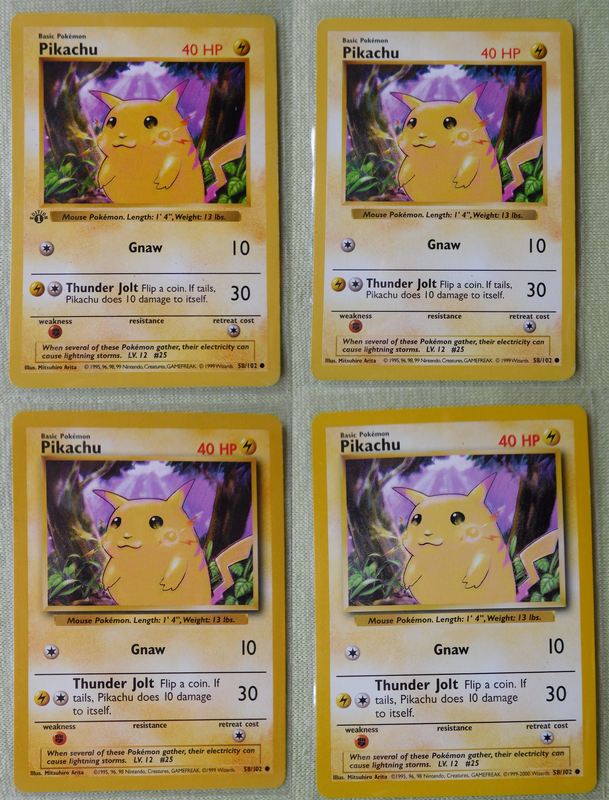 Basic Pokémon
Pikachu 40 HP
EDITION 1
Mouse Pokémon. Length: 1' 4", Weight: 13 lbs.
Gnaw 10
Thunder Jolt Flip a coin. If tails,
Pikachu does 10 damage to itself. 30
weakness resistance retreat cost
When several of these Pokémon gather, their electricity can
cause lightning storms. LV. 12 #25
Illus. Mitsuhiro Arita © 1995, 96, 98, 99 Nintendo, Creatures, GAMEFREAK. © 1999 Wizards. 58/102
Basic Pokémon
Pikachu 40 HP
Mouse Pokémon. Length: 1' 4", Weight: 13 lbs.
Gnaw 10
Thunder Jolt Flip a coin. If tails,
Pikachu does 10 damage to itself. 30
weakness resistance retreat cost
When several of these Pokémon gather, their electricity can
cause lightning storms. LV. 12 #25
Illus. Mitsuhiro Arita © 1995, 96, 98, 99 Nintendo, Creatures, GAMEFREAK. © 1999 Wizards. 58/102
Basic Pokémon
Pikachu 40 HP
Mouse Pokémon. Length: 1' 4", Weight: 13 lbs.
Gnaw 10
Thunder Jolt Flip a coin. If
tails, Pikachu does 10 damage
to itself. 30
weakness resistance retreat cost
When several of these Pokémon gather, their electricity can
cause lightning storms. LV. 12 #25
Illus. Mitsuhiro Arita ©1995, 96, 98 Nintendo, Creatures, GAMEFREAK. ©1999 Wizards. 58/102
Basic Pokémon
Pikachu 40 HP
Mouse Pokémon. Length: 1' 4", Weight: 13 lbs.
Gnaw 10
Thunder Jolt Flip a coin. If
tails, Pikachu does 10 damage
to itself. 30
weakness resistance retreat cost
When several of these Pokémon gather, their electricity can
cause lightning storms. LV. 12 #25
Illus. Mitsuhiro Arita ©1995, 96, 98 Nintendo, Creatures, GAMEFREAK. ©1999-2000 Wizards. 58/102